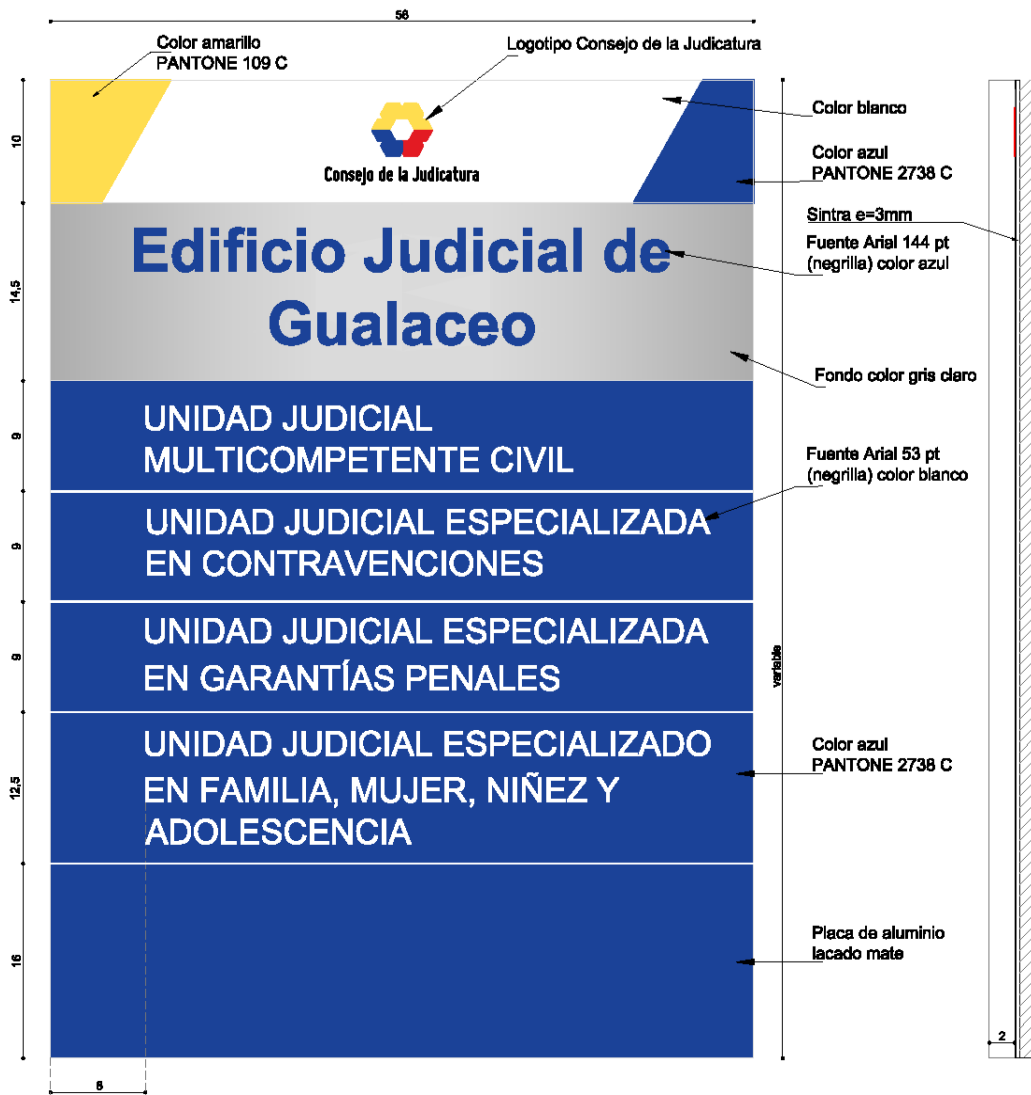 56
Color amarillo
PANTONE 109 C
Logotipo Consejo de la Judicatura
Color blanco
10
Color azul
PANTONE 2738 C
Consejo de la Judicatura
Sintra e=3mm
Edificio Judicial de
Gualaceo
Fuente Arial 144 pt
(negrilla) color azul
14,5
Fondo color gris claro
UNIDAD JUDICIAL
MULTICOMPETENTE CIVIL
9
Fuente Arial 53 pt
(negrilla) color blanco
UNIDAD JUDICIAL ESPECIALIZADA
EN CONTRAVENCIONES
9
UNIDAD JUDICIAL ESPECIALIZADA
EN GARANTÍAS PENALES
9
variable
UNIDAD JUDICIAL ESPECIALIZADO
EN FAMILIA, MUJER, NIÑEZ Y
ADOLESCENCIA
12,5
Color azul
PANTONE 2738 C
Placa de aluminio
lacado mate
16
2